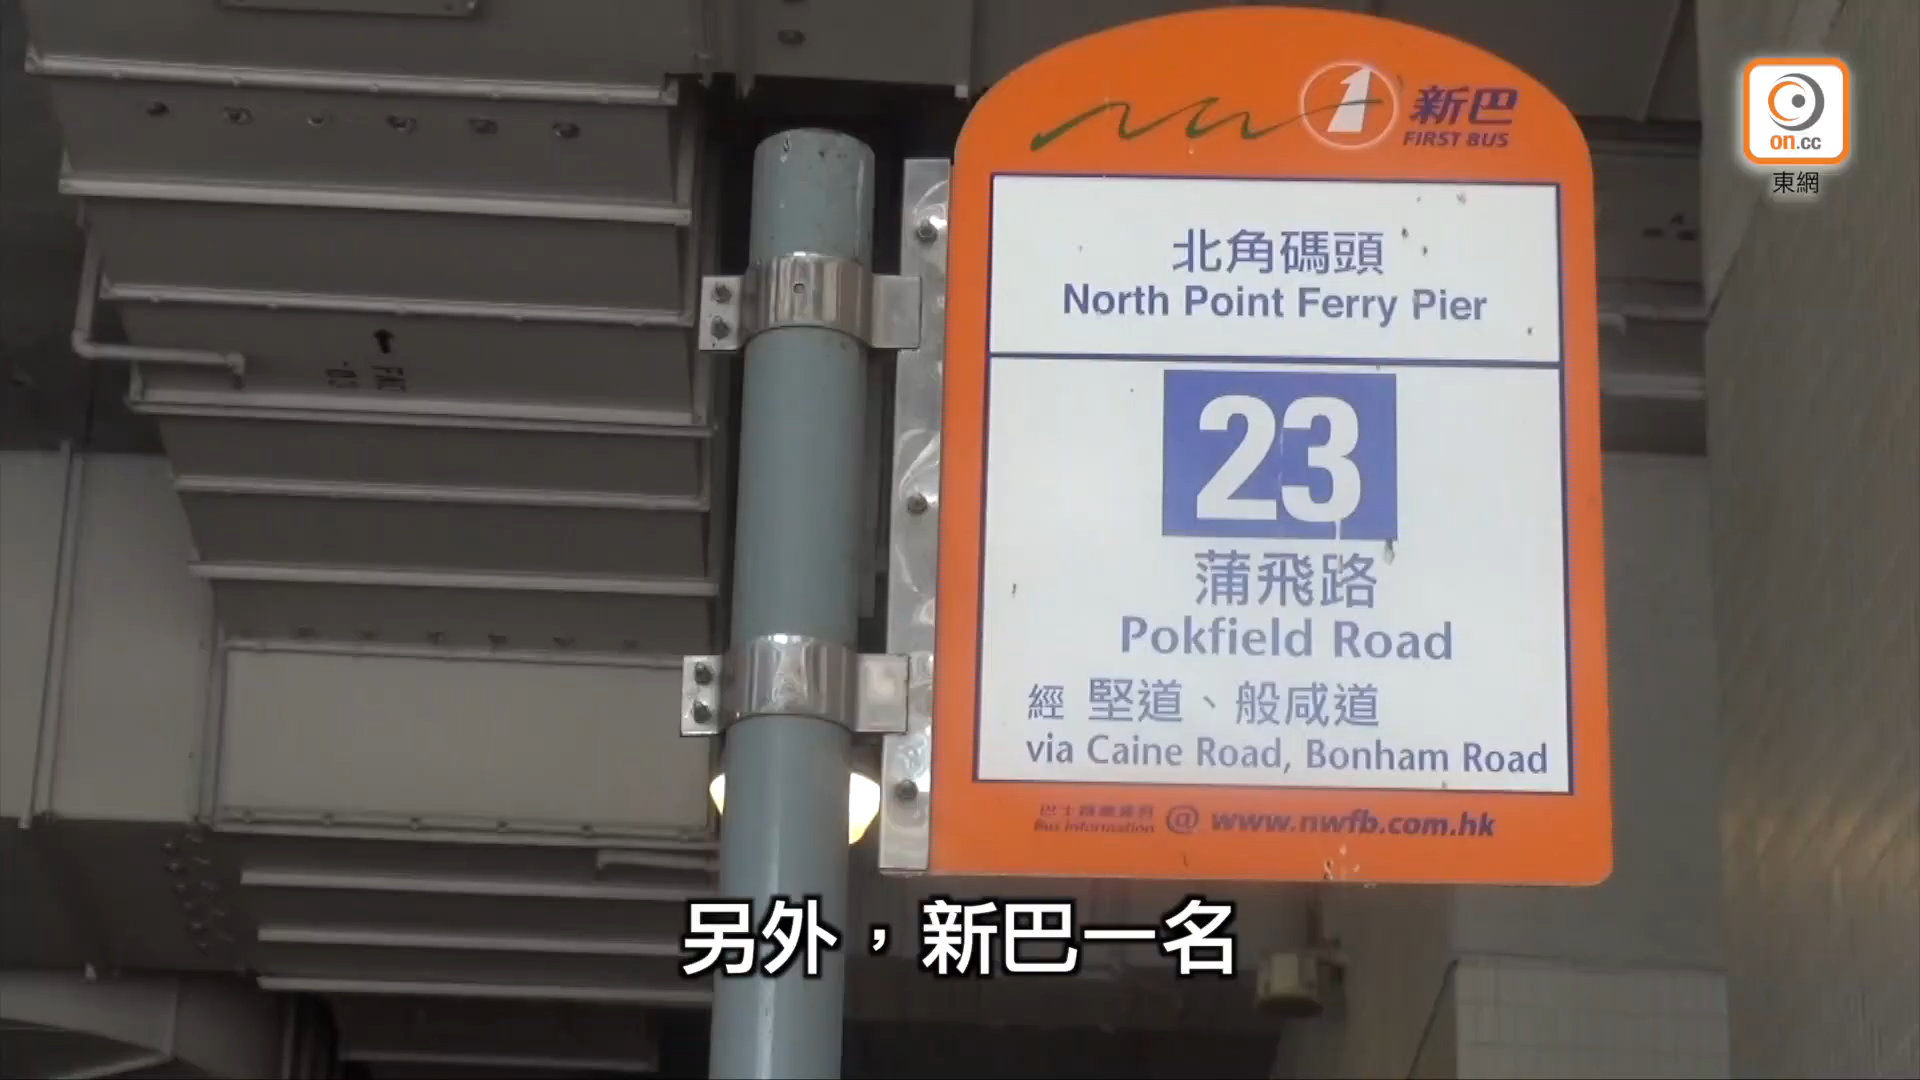 1 新巴
FIRST BUS
on.cc
東網
北角碼頭
North Point Ferry Pier
23
蒲飛路
Pokfield Road
經 堅道、般咸道
via Caine Road, Bonham Road
Bus Information @ www.nwfb.com.hk
另外，新巴一名